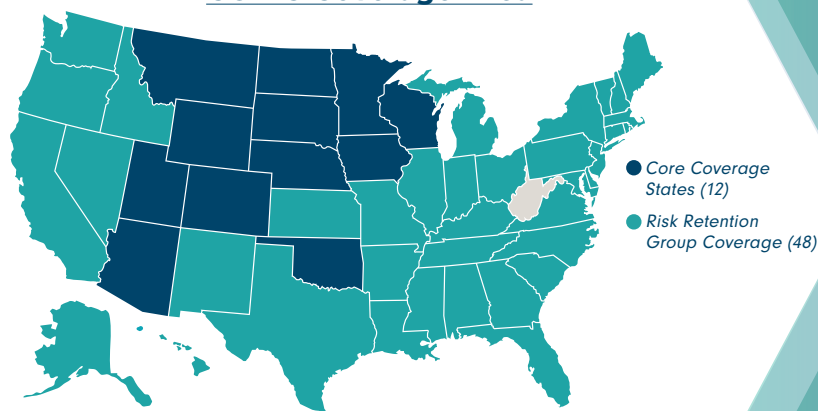 Core Coverage
States (12)
Risk Retention
Group Coverage (48)